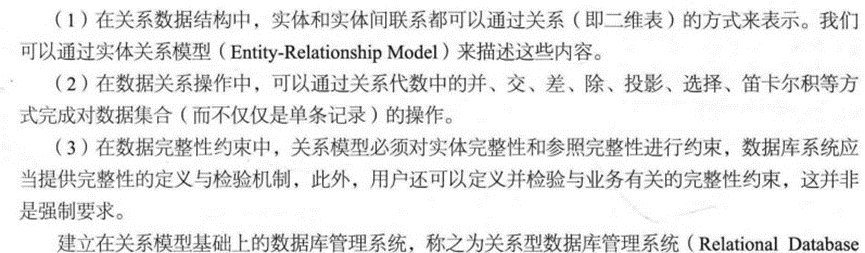 （1）在关系数据结构中，实体和实体间联系都可以通过关系（即二维表）的方式来表示。我们
可以通过实体关系模型（Entity-Relationship Model）来描述这些内容。
（2）在数据关系操作中，可以通过关系代数中的并、交、差、除、投影、选择、笛卡尔积等方
式完成对数据集合（而不仅仅是单条记录）的操作。
（3）在数据完整性约束中，关系模型必须对实体完整性和参照完整性进行约束，数据库系统应
当提供完整性的定义与检验机制，此外，用户还可以定义并检验与业务有关的完整性约束，这并非
是强制要求。
建立在关系模型基础上的数据库管理系统，称之为关系型数据库管理系统（Relational Database